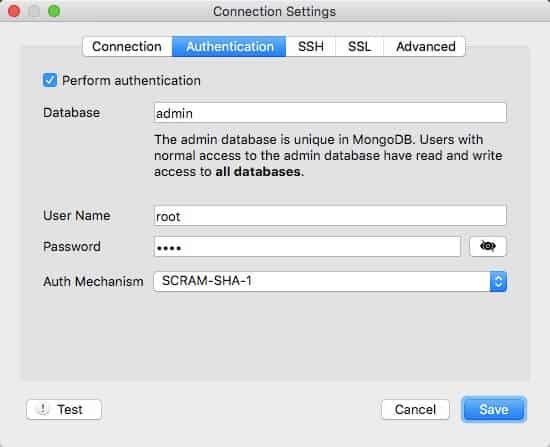 Connection Settings
Connection Authentication SSH SSL Advanced
Perform authentication
Database admin
The admin database is unique in MongoDB. Users with
normal access to the admin database have read and write
access to all databases.
User Name root
Password ••••
Auth Mechanism SCRAM-SHA-1
! Test Cancel Save